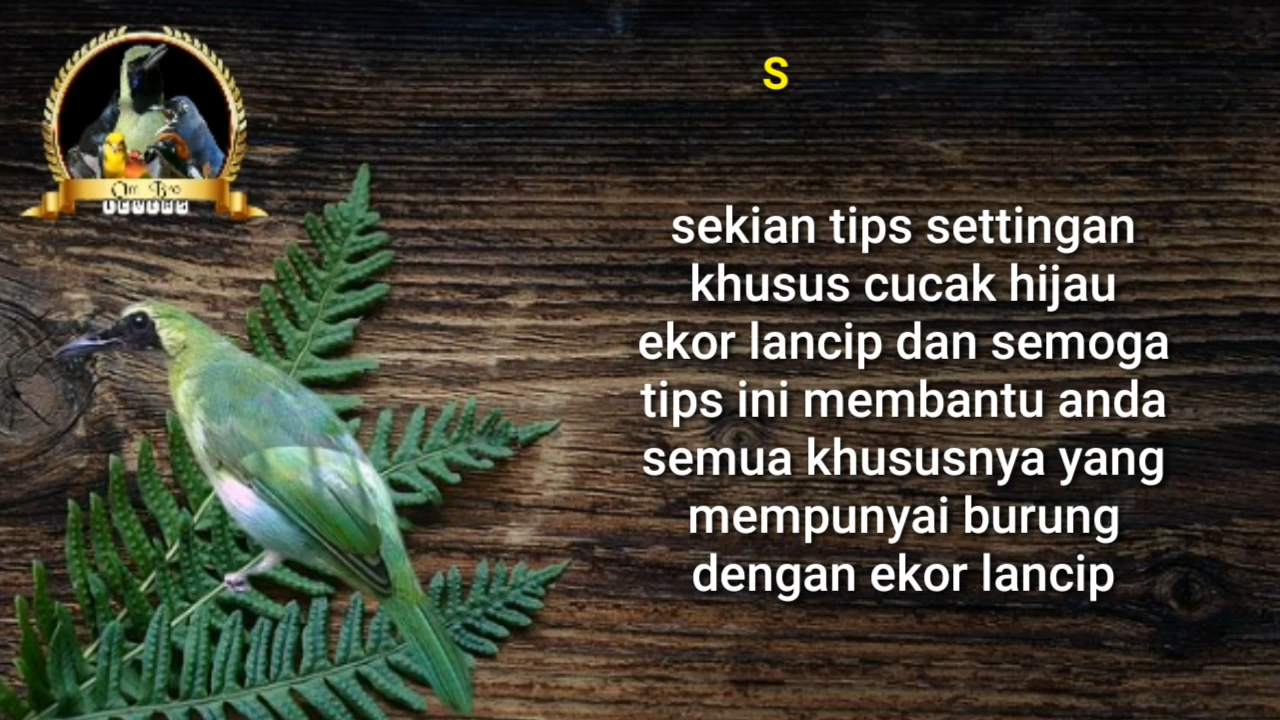 S
sekian tips settingan
khusus cucak hijau
ekor lancip dan semoga
tips ini membantu anda
semua khususnya yang
mempunyai burung
dengan ekor lancip